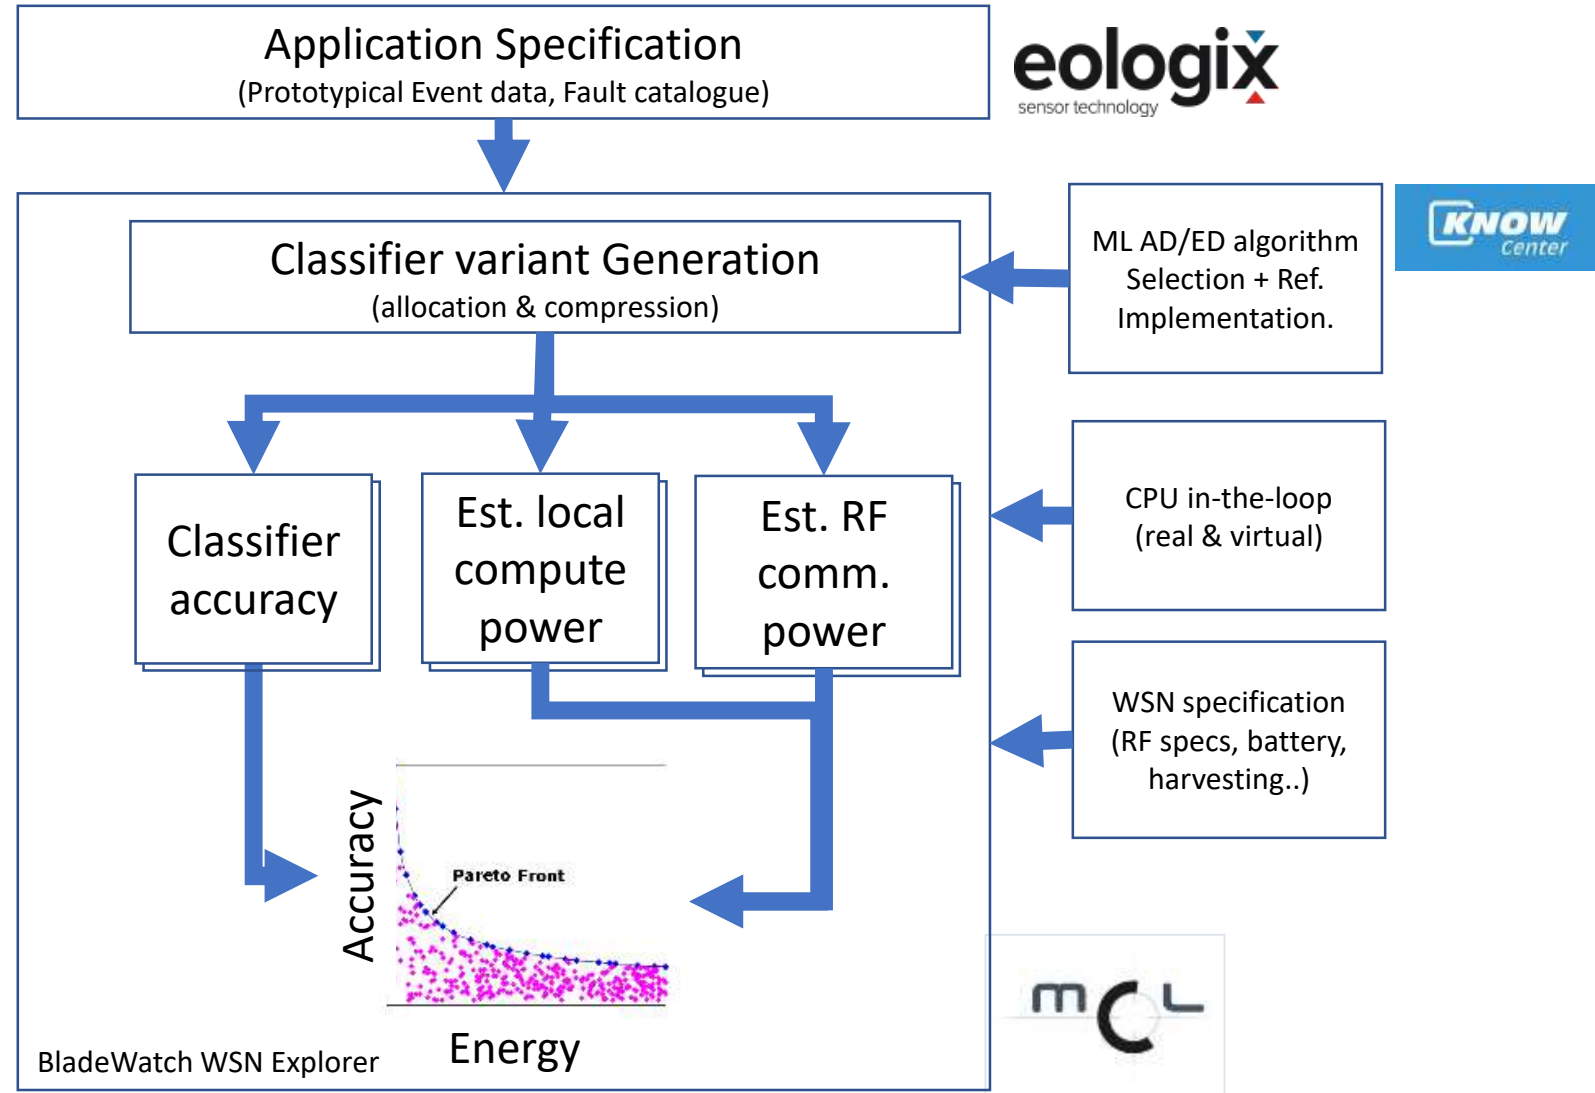 Application Specification
(Prototypical Event data, Fault catalogue)
eologix
sensor technology
Classifier variant Generation
(allocation & compression)
ML AD/ED algorithm
Selection + Ref.
Implementation.
KNOW
Center
Classifier
accuracy
Est. local
compute
power
Est. RF
comm.
power
CPU in-the-loop
(real & virtual)
WSN specification
(RF specs, battery,
harvesting..)
Accuracy
Pareto Front
Energy
BladeWatch WSN Explorer
mCL